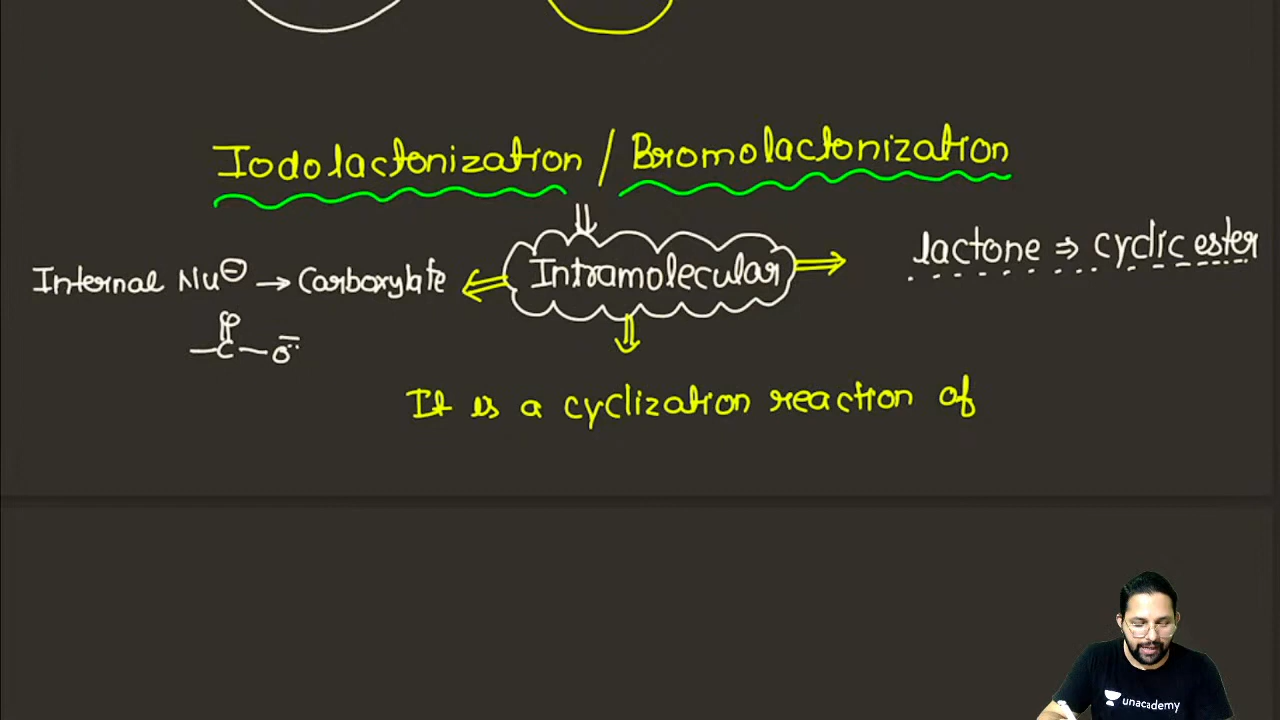 Iodolactonization / Bromolactonization
Internal Nu⊖ → Carboxylate
Intramolecular
lactone ⇒ cyclic ester
O
— C — O
It is a cyclization reaction of
unacademy